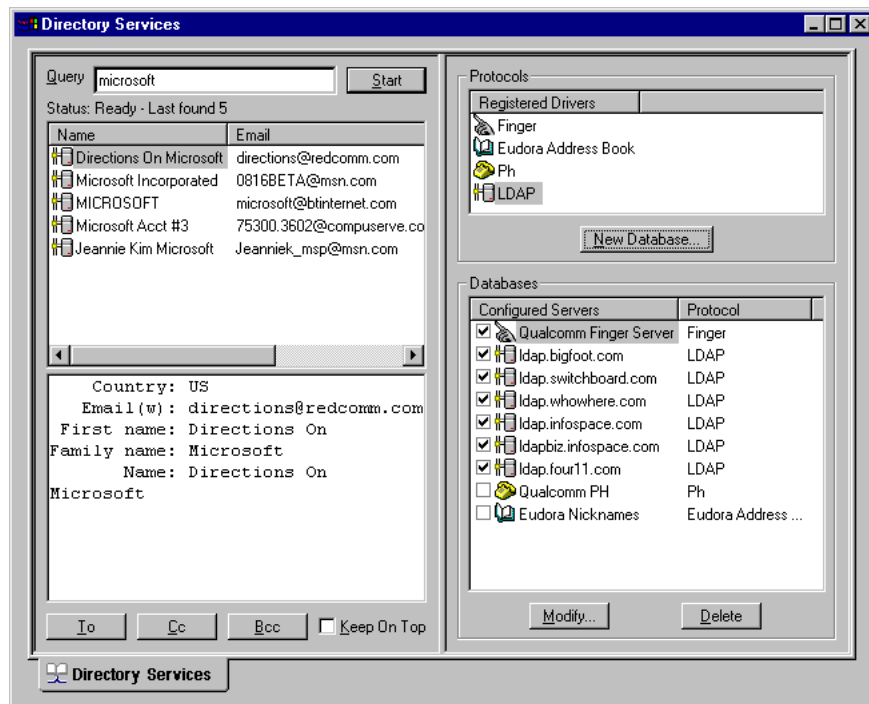 Directory Services
Query microsoft Start
Status: Ready - Last found 5
Name Email
Directions On Microsoft directions@redcomm.com
Microsoft Incorporated 0816BETA@msn.com
MICROSOFT microsoft@btinternet.com
Microsoft Acct #3 75300.3602@compuserve.co
Jeannie Kim Microsoft Jeanniek_msp@msn.com
Country: US
Email(w): directions@redcomm.com
First name: Directions On
Family name: Microsoft
Name: Directions On
Microsoft
To Cc Bcc Keep On Top
Protocols
Registered Drivers
Finger
Eudora Address Book
Ph
LDAP
New Database...
Databases
Configured Servers Protocol
Qualcomm Finger Server Finger
ldap.bigfoot.com LDAP
ldap.switchboard.com LDAP
ldap.whowhere.com LDAP
ldap.infospace.com LDAP
ldapbiz.infospace.com LDAP
ldap.four11.com LDAP
Qualcomm PH Ph
Eudora Nicknames Eudora Address ...
Modify... Delete
Directory Services